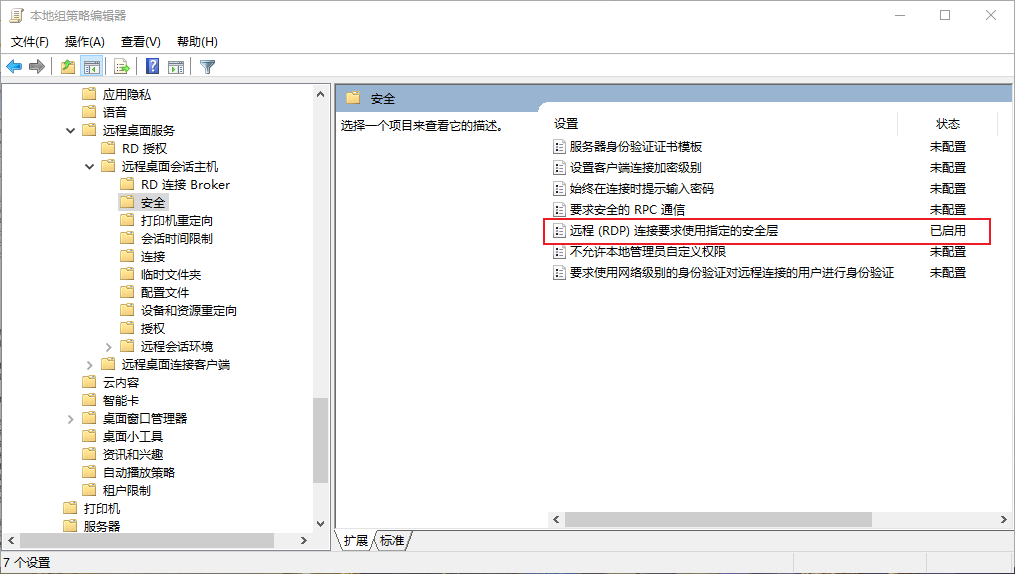 本地组策略编辑器
文件(F) 操作(A) 查看(V) 帮助(H)
应用隐私
语音
远程桌面服务
RD 授权
远程桌面会话主机
RD 连接 Broker
安全
打印机重定向
会话时间限制
连接
临时文件夹
配置文件
设备和资源重定向
授权
远程会话环境
远程桌面连接客户端
云内容
智能卡
桌面窗口管理器
桌面小工具
资讯和兴趣
自动播放策略
租户限制
打印机
服务器
安全
选择一个项目来查看它的描述。
设置 状态
服务器身份验证证书模板 未配置
设置客户端连接加密级别 未配置
始终在连接时提示输入密码 未配置
要求安全的 RPC 通信 未配置
远程 (RDP) 连接要求使用指定的安全层 已启用
不允许本地管理员自定义权限 未配置
要求使用网络级别的身份验证对远程连接的用户进行身份验证 未配置
扩展 标准
7 个设置